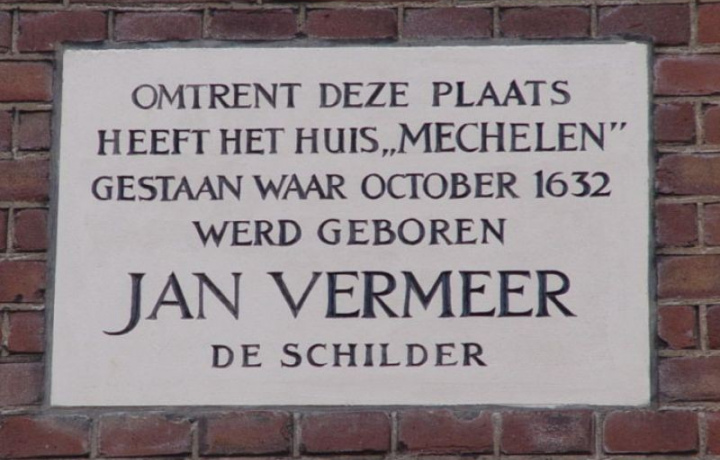 OMTRENT DEZE PLAATS
HEEFT HET HUIS „MECHELEN”
GESTAAN WAAR OCTOBER 1632
WERD GEBOREN
JAN VERMEER
DE SCHILDER